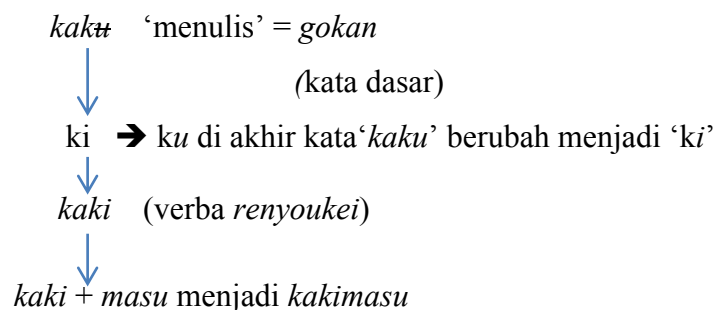 kaku ‘menulis’ = gokan
(kata dasar)
ki ➔ ku di akhir kata‘kaku’ berubah menjadi ‘ki’
kaki (verba renyoukei)
kaki + masu menjadi kakimasu